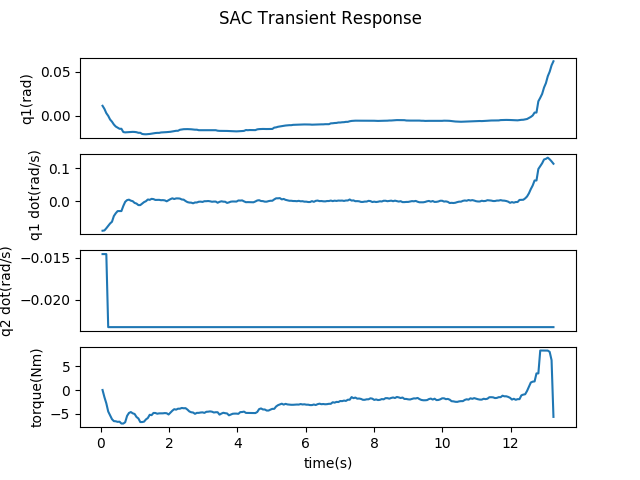 SAC Transient Response
q1(rad)
0.05
0.00
q1 dot(rad/s)
0.1
0.0
q2 dot(rad/s)
−0.015
−0.020
torque(Nm)
5
0
−5
0 2 4 6 8 10 12
time(s)